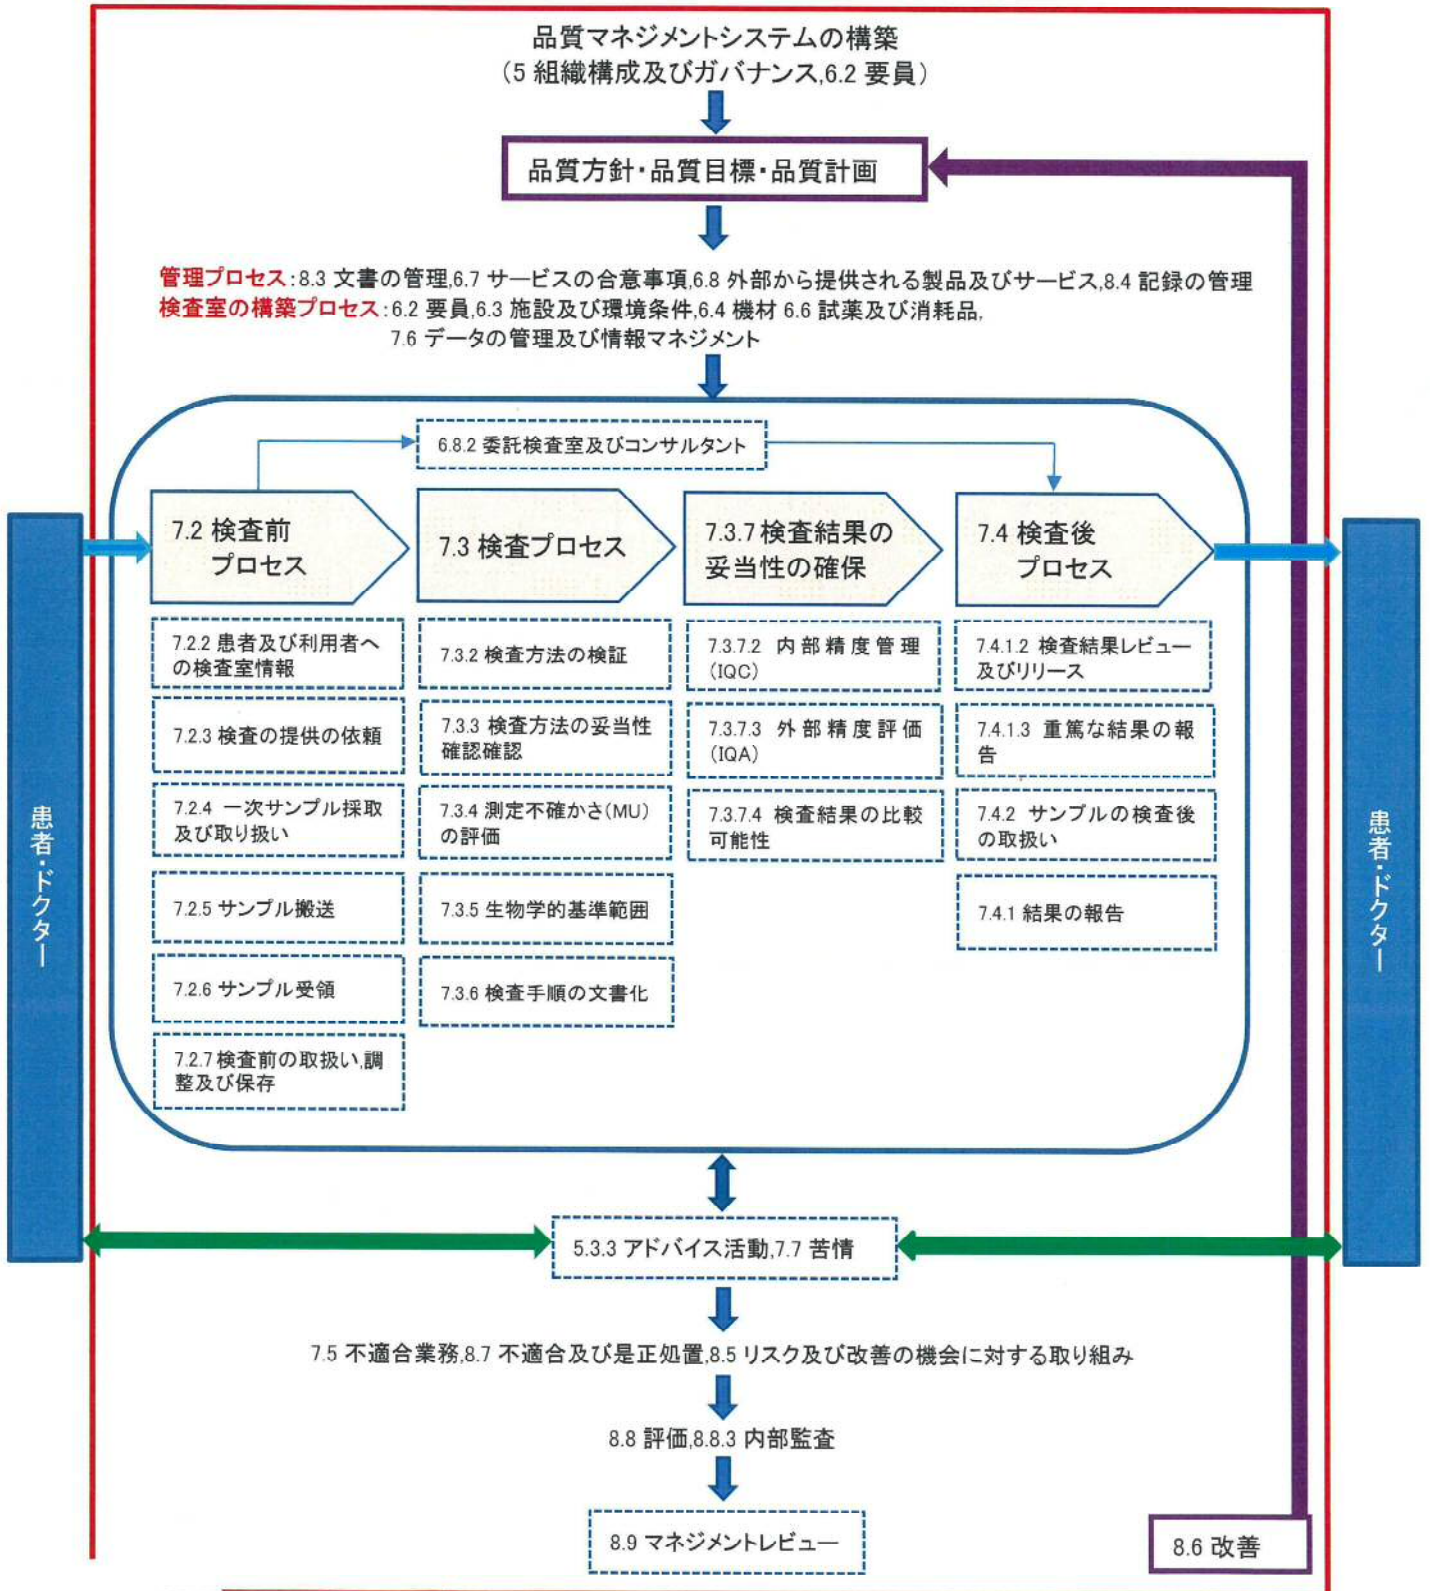 品質マネジメントシステムの構築
(5 組織構成及びガバナンス,6.2 要員)
品質方針・品質目標・品質計画
管理プロセス:8.3 文書の管理,6.7 サービスの合意事項,6.8 外部から提供される製品及びサービス,8.4 記録の管理
検査室の構築プロセス:6.2 要員,6.3 施設及び環境条件,6.4 機材 6.6 試薬及び消耗品,
7.6 データの管理及び情報マネジメント
6.8.2 委託検査室及びコンサルタント
7.2 検査前
プロセス
7.3 検査プロセス
7.3.7 検査結果の
妥当性の確保
7.4 検査後
プロセス
7.2.2 患者及び利用者へ
の検査室情報
7.2.3 検査の提供の依頼
7.2.4 一次サンプル採取
及び取り扱い
7.2.5 サンプル搬送
7.2.6 サンプル受領
7.2.7 検査前の取扱い,調
整及び保存
7.3.2 検査方法の検証
7.3.3 検査方法の妥当性
確認確認
7.3.4 測定不確かさ(MU)
の評価
7.3.5 生物学的基準範囲
7.3.6 検査手順の文書化
7.3.7.2 内部精度管理
(IQC)
7.3.7.3 外部精度評価
(IQA)
7.3.7.4 検査結果の比較
可能性
7.4.1.2 検査結果レビュー
及びリリース
7.4.1.3 重篤な結果の報
告
7.4.2 サンプルの検査後
の取扱い
7.4.1 結果の報告
患者・ドクター
患者・ドクター
5.3.3 アドバイス活動,7.7 苦情
7.5 不適合業務,8.7 不適合及び是正処置,8.5 リスク及び改善の機会に対する取り組み
8.8 評価,8.8.3 内部監査
8.9 マネジメントレビュー
8.6 改善